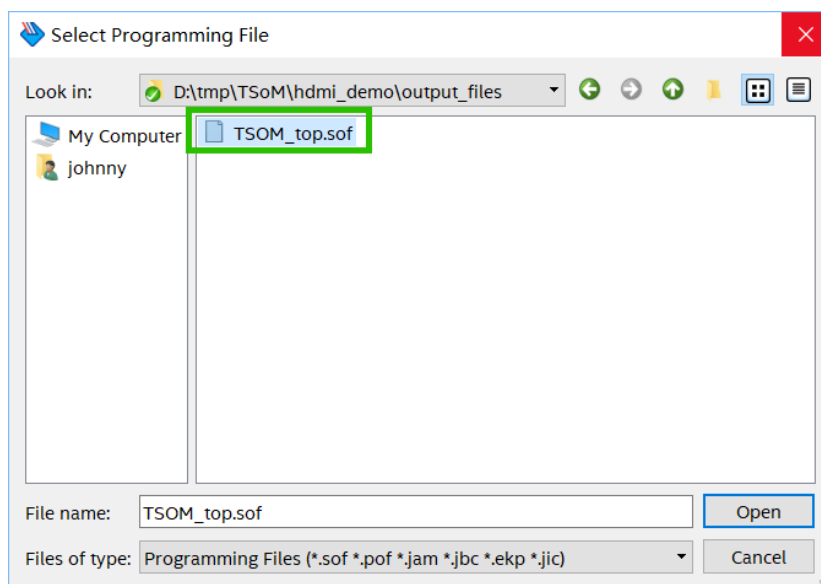 Select Programming File
Look in: D:\tmp\TSoM\hdmi_demo\output_files
My Computer
TSOM_top.sof
johnny
File name: TSOM_top.sof Open
Files of type: Programming Files (*.sof *.pof *.jam *.jbc *.ekp *.jic) Cancel